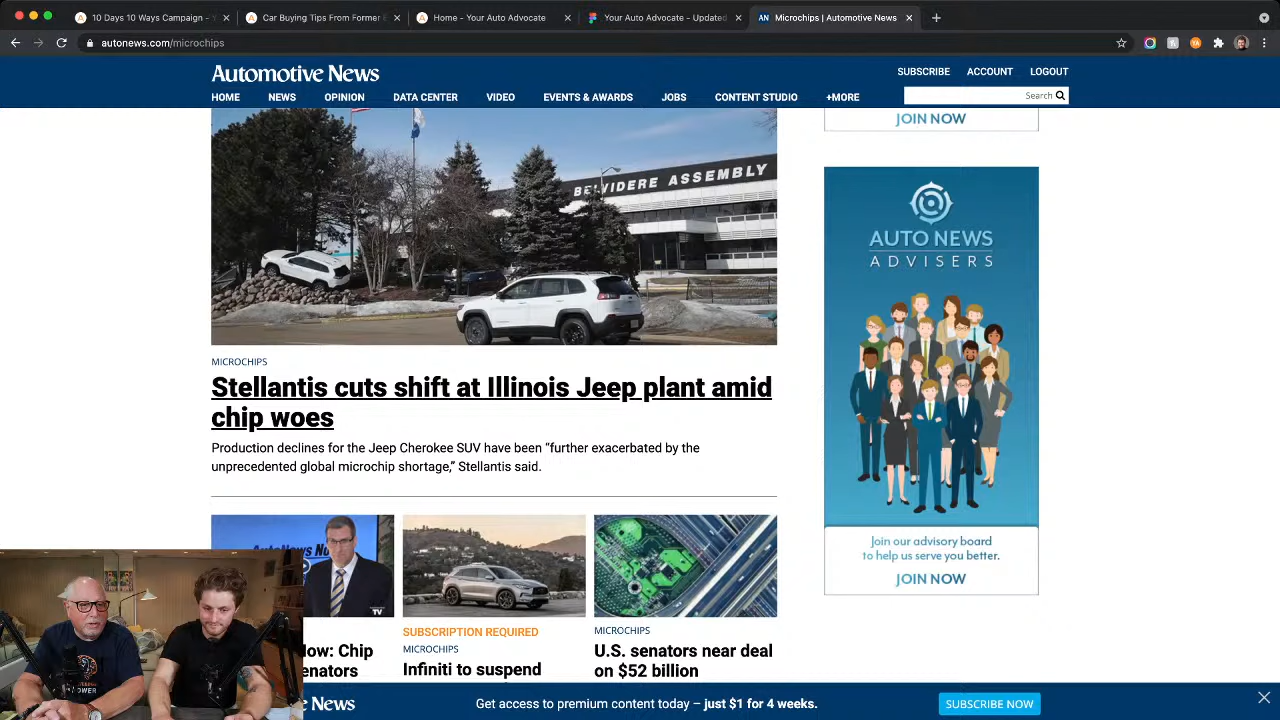 10 Days 10 Ways Campaign - Y
Car Buying Tips From Former
Home - Your Auto Advocate
Your Auto Advocate - Updated
AN
Microchips | Automotive News
autonews.com/microchips
Automotive News
SUBSCRIBE ACCOUNT LOGOUT
HOME NEWS OPINION DATA CENTER VIDEO EVENTS & AWARDS JOBS CONTENT STUDIO +MORE
Search
JOIN NOW
BELVIDERE ASSEMBLY
AUTO NEWS
ADVISERS
Join our advisory board
to help us serve you better.
JOIN NOW
MICROCHIPS
Stellantis cuts shift at Illinois Jeep plant amid
chip woes
Production declines for the Jeep Cherokee SUV have been “further exacerbated by the
unprecedented global microchip shortage,” Stellantis said.
TV
low: Chip
enators
SUBSCRIPTION REQUIRED
MICROCHIPS
Infiniti to suspend
MICROCHIPS
U.S. senators near deal
on $52 billion
e News
Get access to premium content today – just $1 for 4 weeks.
SUBSCRIBE NOW